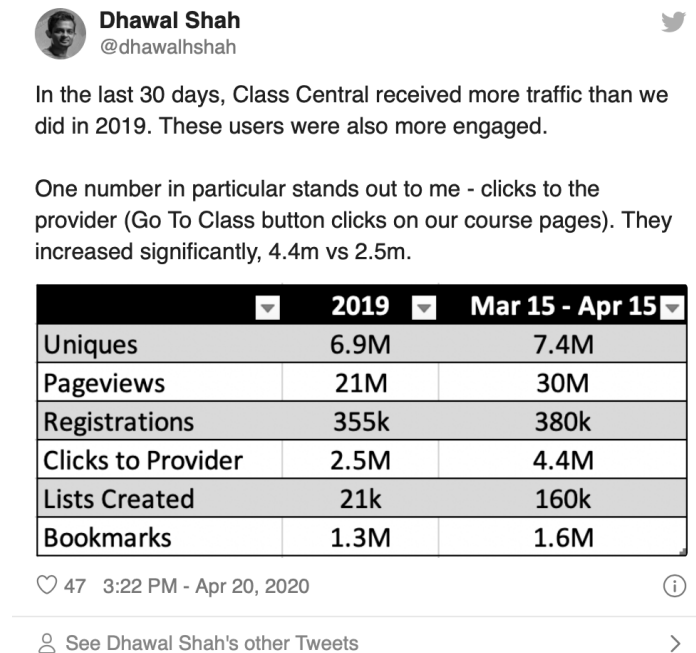 Dhawal Shah
@dhawalhshah
In the last 30 days, Class Central received more traffic than we
did in 2019. These users were also more engaged.
One number in particular stands out to me - clicks to the
provider (Go To Class button clicks on our course pages). They
increased significantly, 4.4m vs 2.5m.
2019 Mar 15 - Apr 15
Uniques 6.9M 7.4M
Pageviews 21M 30M
Registrations 355k 380k
Clicks to Provider 2.5M 4.4M
Lists Created 21k 160k
Bookmarks 1.3M 1.6M
47 3:22 PM - Apr 20, 2020
See Dhawal Shah's other Tweets